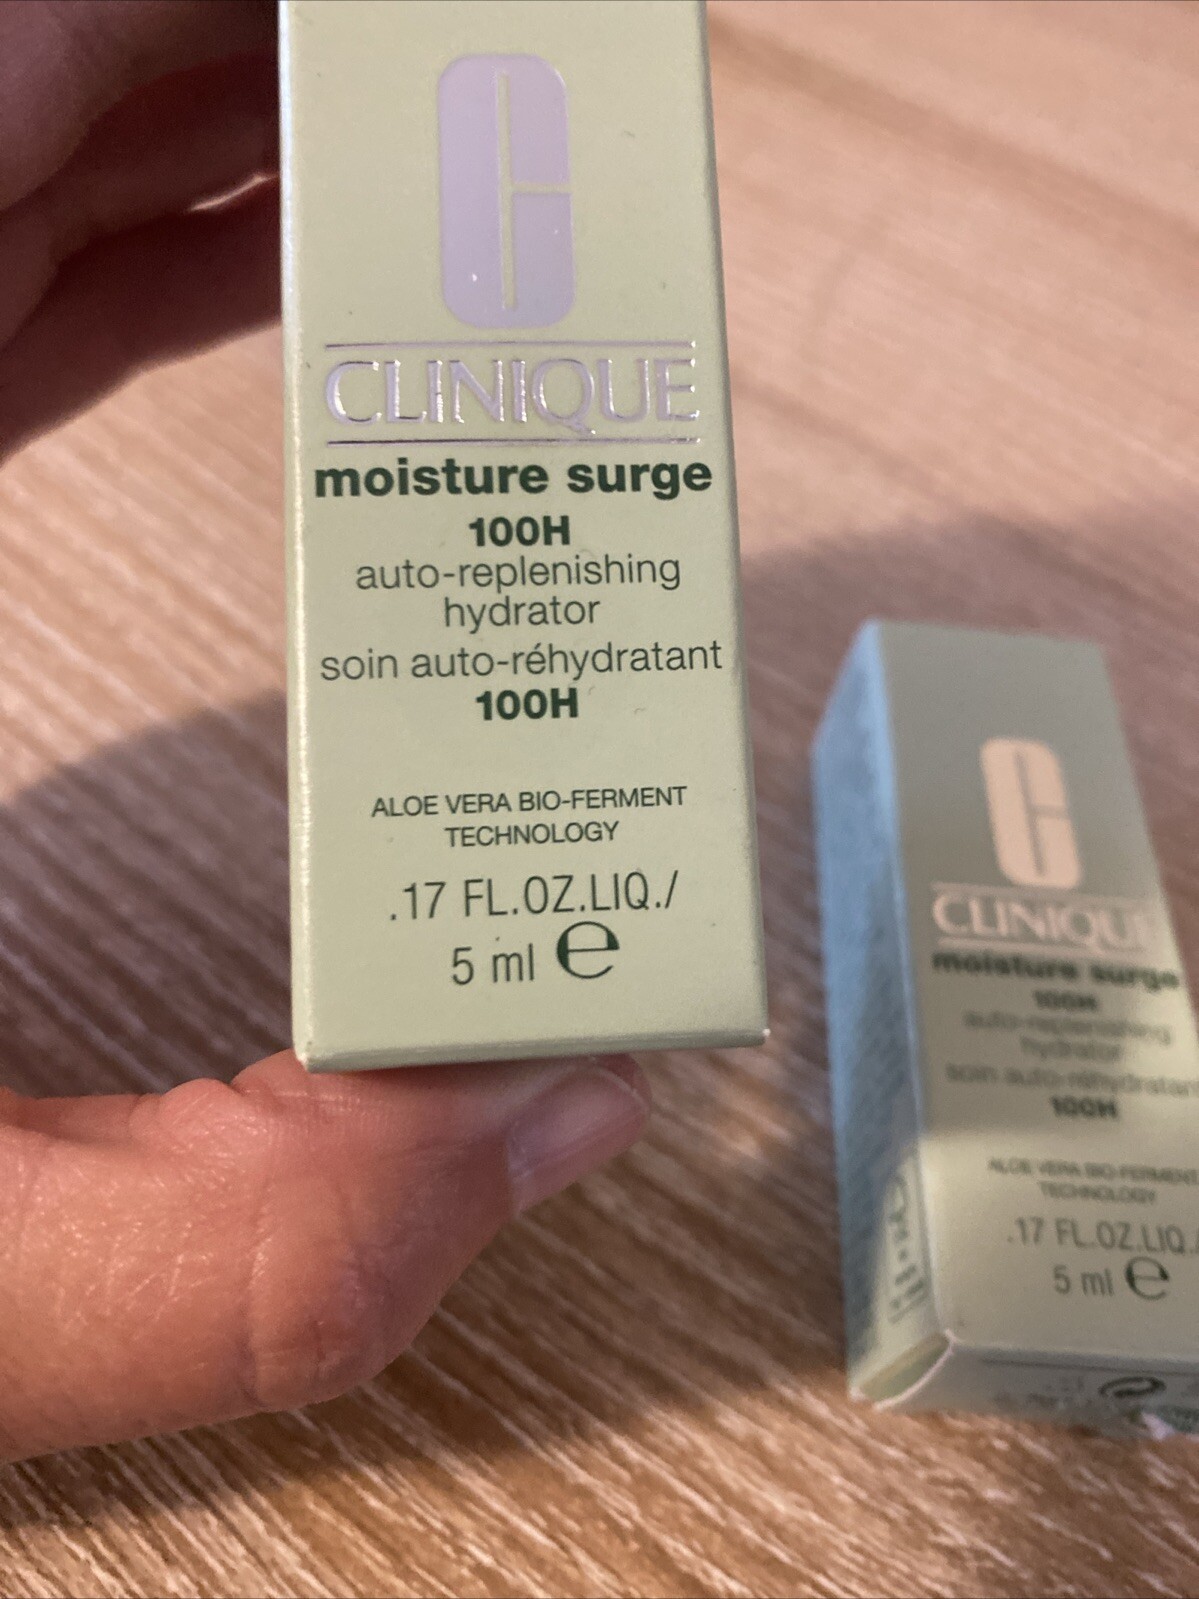 C
CLINIQUE
moisture surge
100H
auto-replenishing
hydrator
soin auto-réhydratant
100H
ALOE VERA BIO-FERMENT
TECHNOLOGY
.17 FL.OZ.LIQ./
5 ml e
C
CLINIQUE
moisture surge
100H
auto-replenishing
hydrator
soin auto-réhydratant
100H
ALOE VERA BIO-FERMENT
TECHNOLOGY
.17 FL.OZ.LIQ./
5 ml e